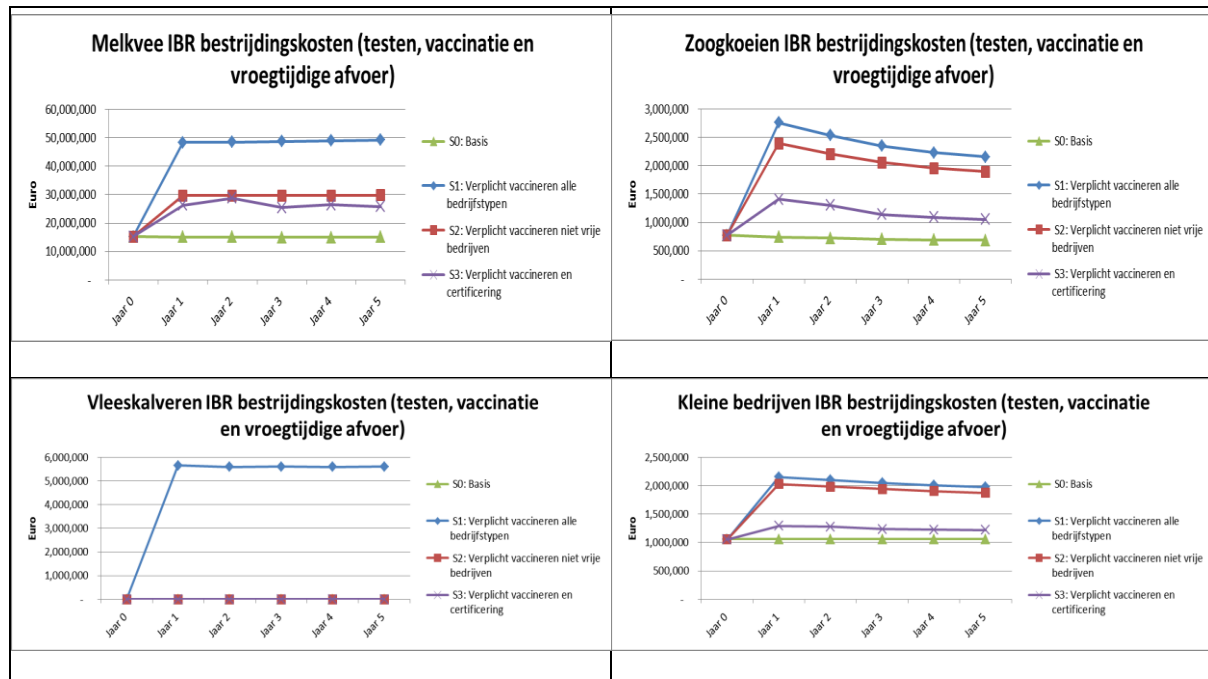 Melkvee IBR bestrijdingskosten (testen, vaccinatie en
vroegtijdige afvoer)
60,000,000
50,000,000
40,000,000
30,000,000
20,000,000
10,000,000
-
Euro
Jaar 0
Jaar 1
Jaar 2
Jaar 3
Jaar 4
Jaar 5
S0: Basis
S1: Verplicht vaccineren alle
bedrijfstypen
S2: Verplicht vaccineren niet vrije
bedrijven
S3: Verplicht vaccineren en
certificering
Zoogkoeien IBR bestrijdingskosten (testen, vaccinatie en
vroegtijdige afvoer)
3,000,000
2,500,000
2,000,000
1,500,000
1,000,000
500,000
-
Euro
Jaar 0
Jaar 1
Jaar 2
Jaar 3
Jaar 4
Jaar 5
S0: Basis
S1: Verplicht vaccineren alle
bedrijfstypen
S2: Verplicht vaccineren niet vrije
bedrijven
S3: Verplicht vaccineren en
certificering
Vleeskalveren IBR bestrijdingskosten (testen, vaccinatie
en vroegtijdige afvoer)
6,000,000
5,000,000
4,000,000
3,000,000
2,000,000
1,000,000
-
Euro
Jaar 0
Jaar 1
Jaar 2
Jaar 3
Jaar 4
Jaar 5
S0: Basis
S1: Verplicht vaccineren alle
bedrijfstypen
S2: Verplicht vaccineren niet vrije
bedrijven
S3: Verplicht vaccineren en
certificering
Kleine bedrijven IBR bestrijdingskosten (testen, vaccinatie
en vroegtijdige afvoer)
2,500,000
2,000,000
1,500,000
1,000,000
500,000
-
Euro
Jaar 0
Jaar 1
Jaar 2
Jaar 3
Jaar 4
Jaar 5
S0: Basis
S1: Verplicht vaccineren alle
bedrijfstypen
S2: Verplicht vaccineren niet vrije
bedrijven
S3: Verplicht vaccineren en
certificering